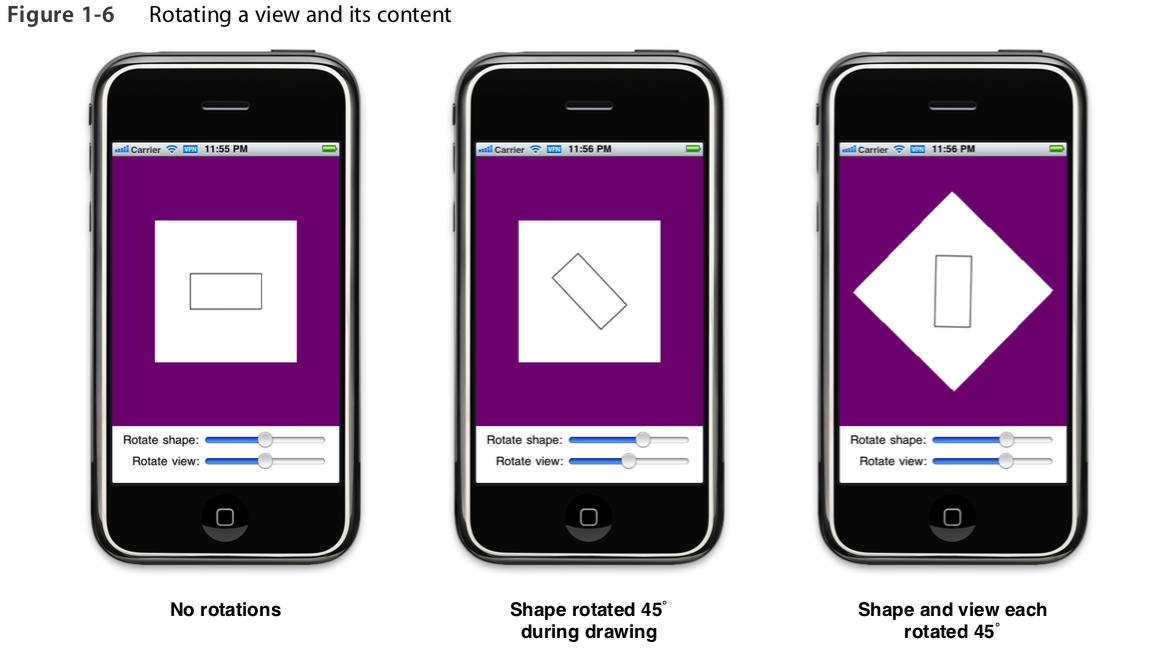 Figure 1-6 Rotating a view and its content
Carrier VPN 11:55 PM
Carrier VPN 11:56 PM
Carrier VPN 11:56 PM
Rotate shape:
Rotate view:
Rotate shape:
Rotate view:
Rotate shape:
Rotate view:
No rotations
Shape rotated 45°
during drawing
Shape and view each
rotated 45°